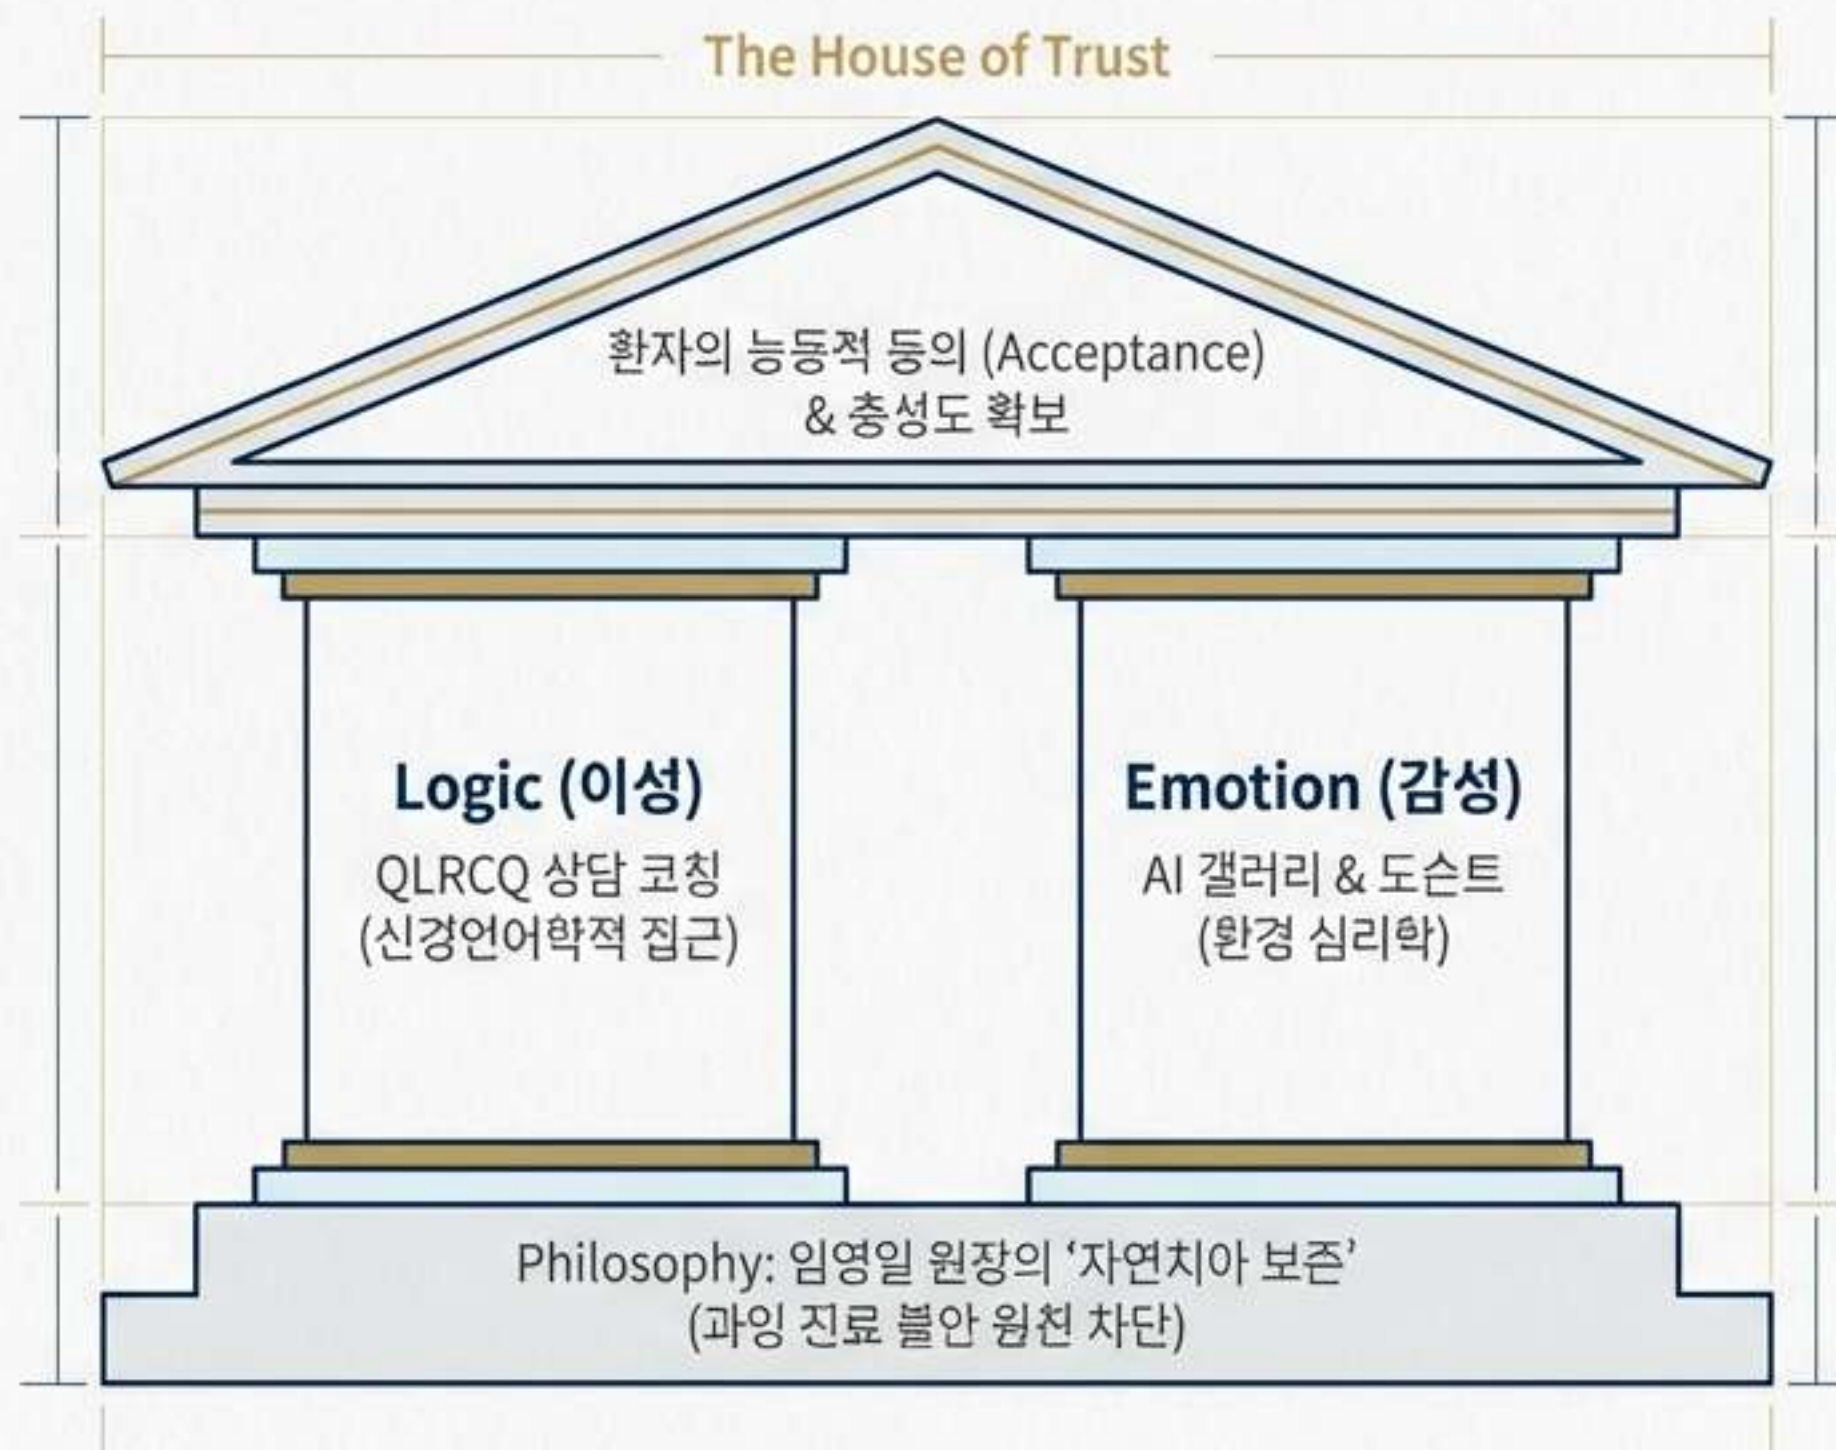 The House of Trust
환자의 능동적 동의 (Acceptance)
& 충성도 확보
Logic (이성)
QLRCQ 상담 코칭
(신경언어학적 접근)
Emotion (감성)
AI 갤러리 & 도슨트
(환경 심리학)
Philosophy: 임영일 원장의 ‘자연치아 보존’
(과잉 진료 불안 원천 차단)